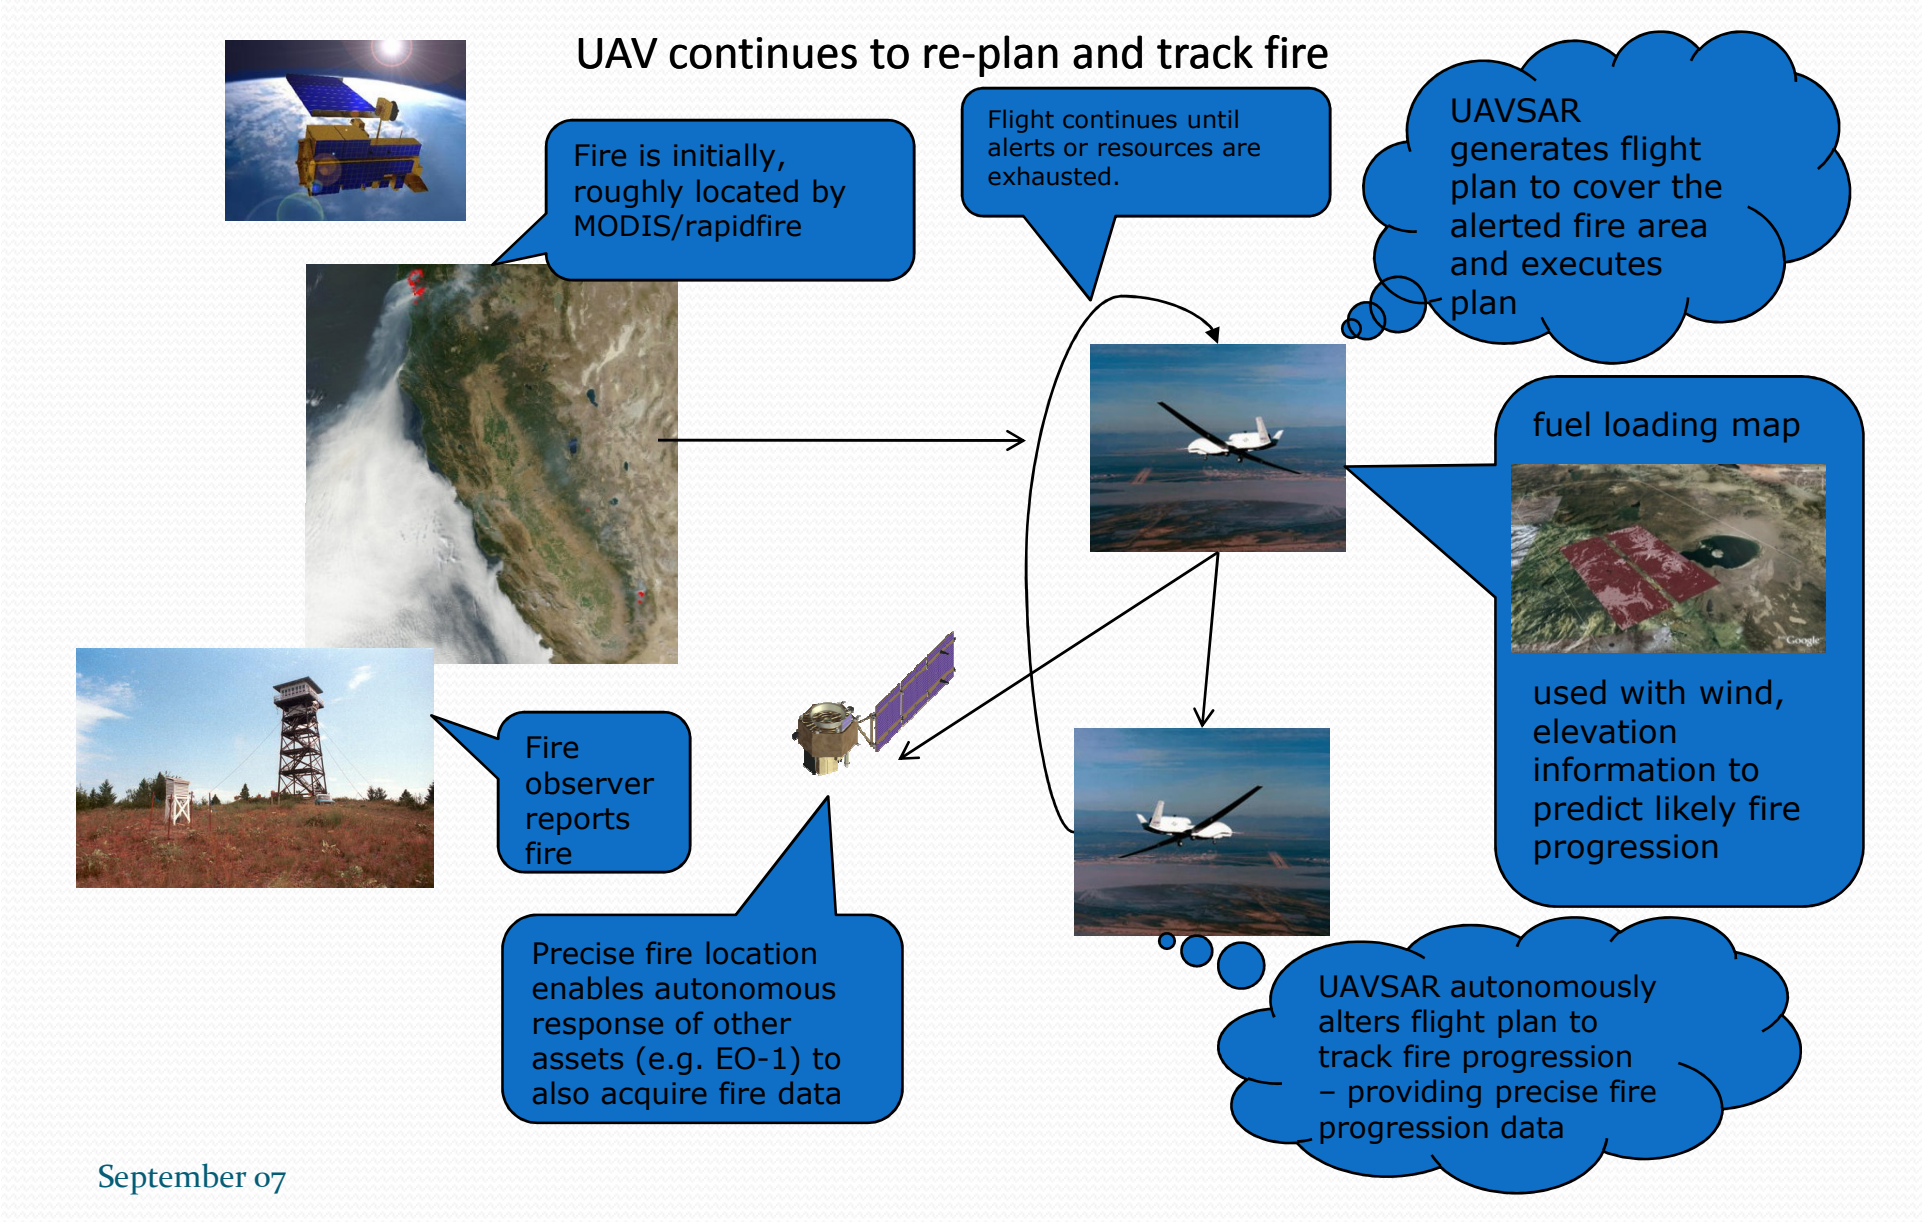 UAV continues to re-plan and track fire
Fire is initially,
roughly located by
MODIS/rapidfire
Flight continues until
alerts or resources are
exhausted.
UAVSAR
generates flight
plan to cover the
alerted fire area
and executes
plan
fuel loading map
Google
used with wind,
elevation
information to
predict likely fire
progression
Fire
observer
reports
fire
Precise fire location
enables autonomous
response of other
assets (e.g. EO-1) to
also acquire fire data
UAVSAR autonomously
alters flight plan to
track fire progression
– providing precise fire
progression data
September 07